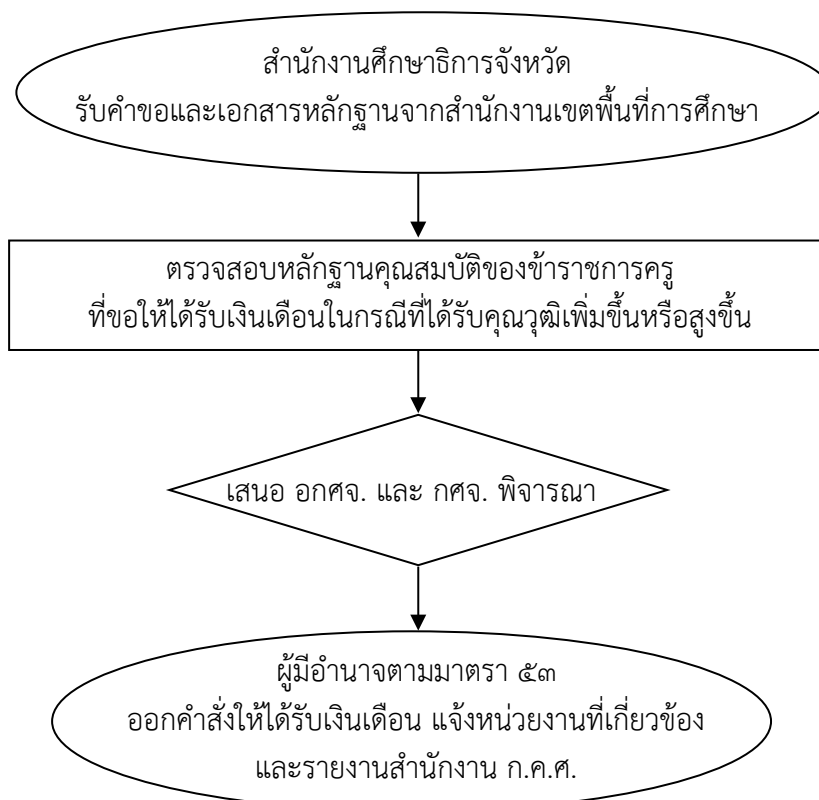 สำนักงานศึกษาธิการจังหวัด
รับคำขอและเอกสารหลักฐานจากสำนักงานเขตพื้นที่การศึกษา
ตรวจสอบหลักฐานคุณสมบัติของข้าราชการครู
ที่ขอให้ได้รับเงินเดือนในกรณีที่ได้รับคุณวุฒิเพิ่มขึ้นหรือสูงขึ้น
เสนอ อกศจ. และ กศจ. พิจารณา
ผู้มีอำนาจตามมาตรา ๕๓
ออกคำสั่งให้ได้รับเงินเดือน แจ้งหน่วยงานที่เกี่ยวข้อง
และรายงานสำนักงาน ก.ค.ศ.